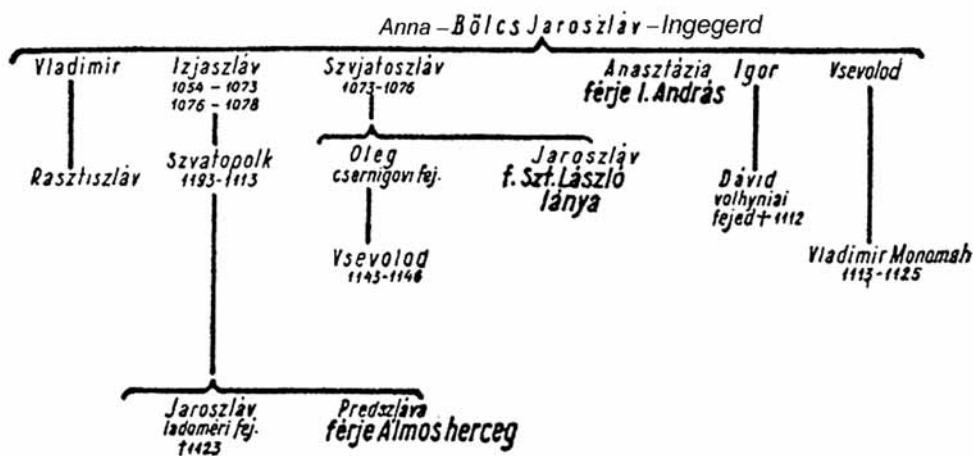 Anna – Bölcs Jaroszláv – Ingegerd
Vladimir
Izjaszláv
1054 – 1073
1076 – 1078
Szvjatoszláv
1073-1076
Anasztázia
férje I. András
Igor
Vsevolod
Rasztiszláv
Szvatopolk
1193-1113
Oleg
csernigovi fej.
Jaroszláv
f. Szt. László
lánya
Dávid
volhyniai
fejed † 1112
Vsevolod
1145-1146
Vladimir Monomah
1113-1125
Jaroszláv
ladoméri fej.
†1123
Predszláva
férje Álmos herceg